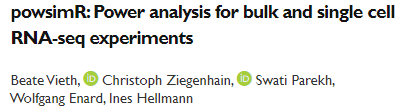 powsimR: Power analysis for bulk and single cell
RNA-seq experiments
Beate Vieth, Christoph Ziegenhain, Swati Parekh,
Wolfgang Enard, Ines Hellmann